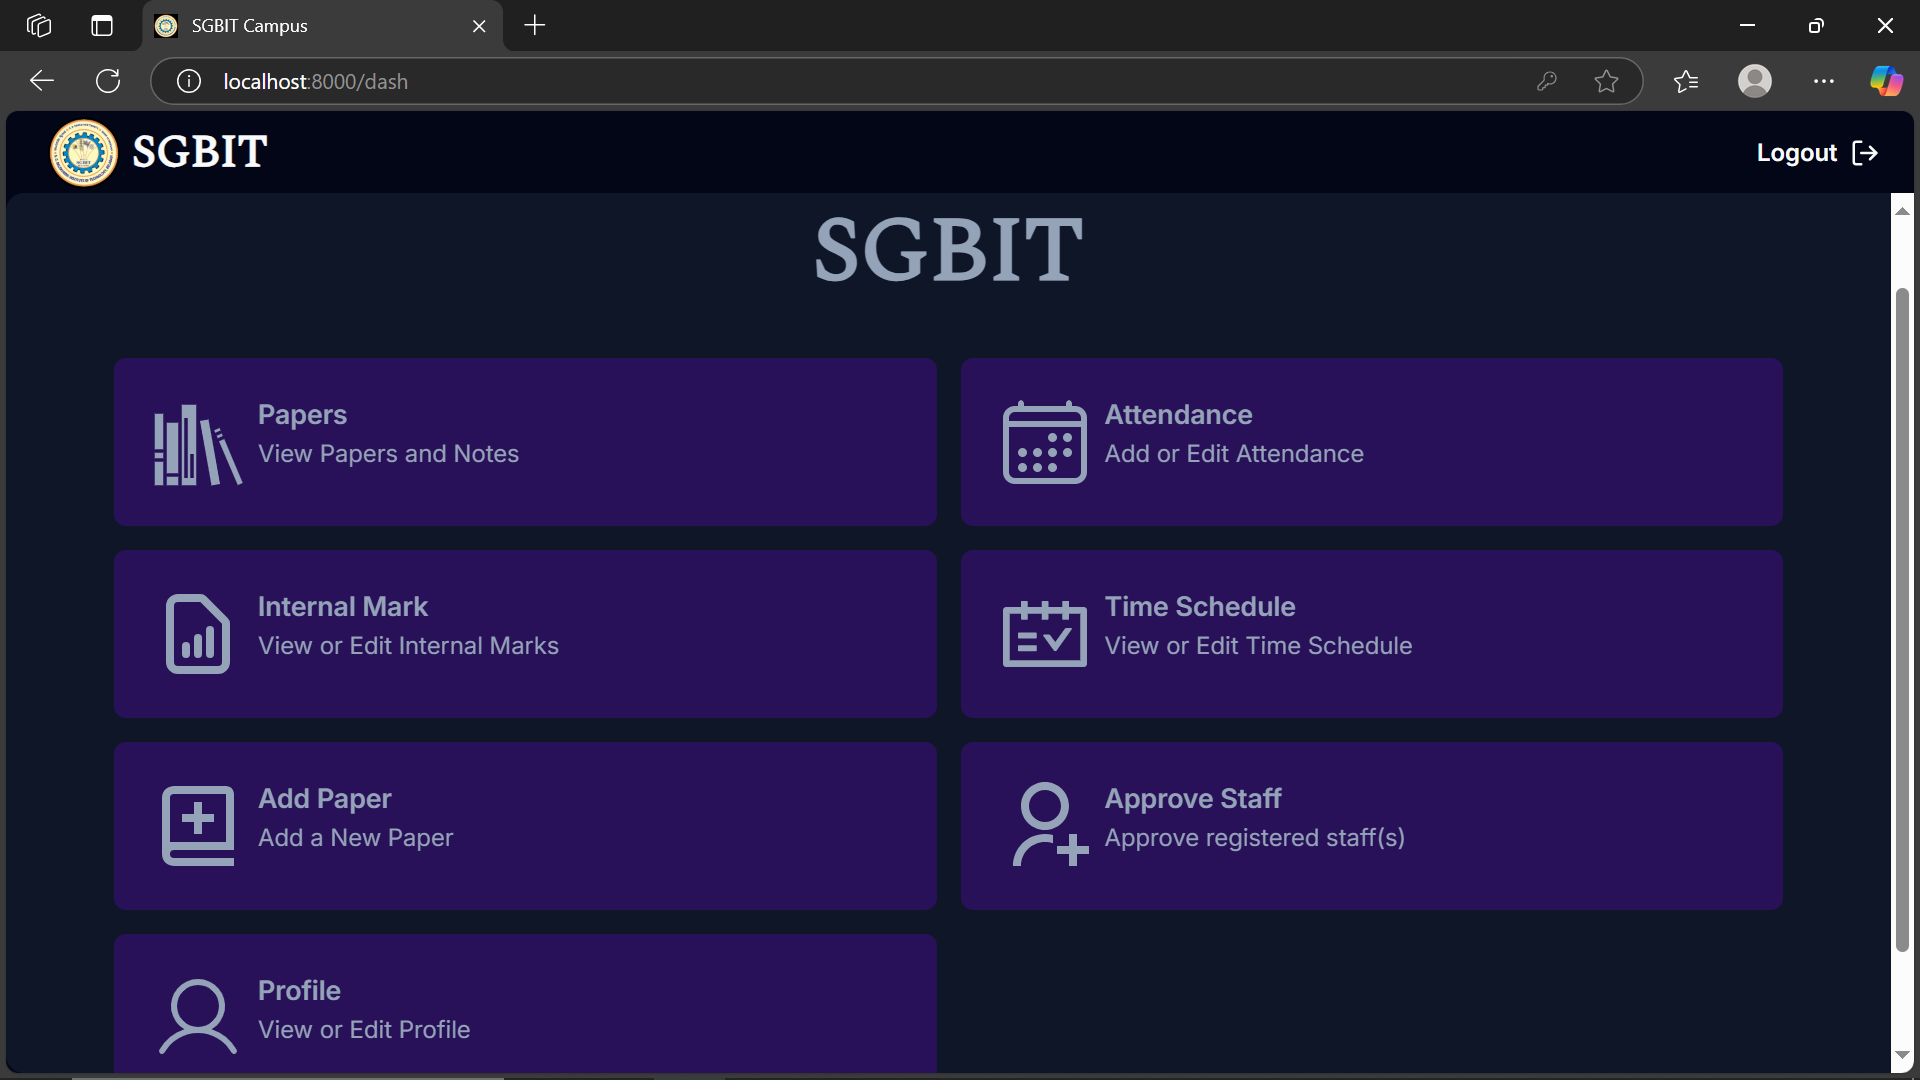 SGBIT Campus
localhost:8000/dash
SGBIT
Logout
SGBIT
Papers
View Papers and Notes
Attendance
Add or Edit Attendance
Internal Mark
View or Edit Internal Marks
Time Schedule
View or Edit Time Schedule
Add Paper
Add a New Paper
Approve Staff
Approve registered staff(s)
Profile
View or Edit Profile